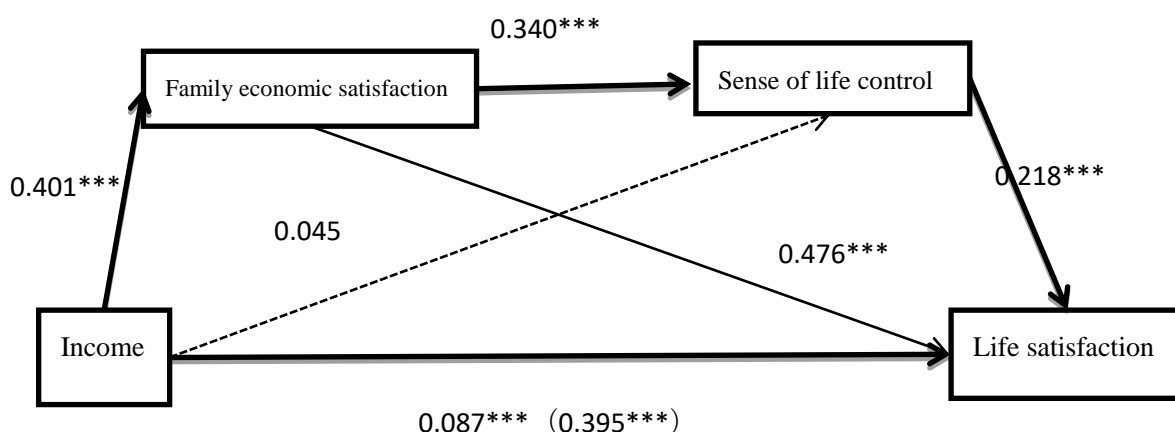 0.340***
Family economic satisfaction
Sense of life control
0.401***
0.218***
0.045
0.476***
Income
Life satisfaction
0.087***（0.395***）